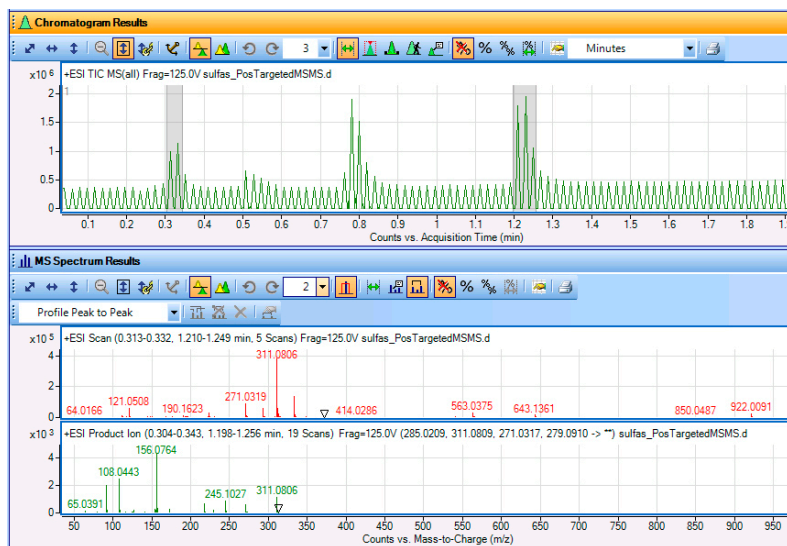 Chromatogram Results
3 Minutes
x10 6 +ESI TIC MS(all) Frag=125.0V sulfas_PosTargetedMSMS.d
1
2
1.5
1
0.5
0
0.1 0.2 0.3 0.4 0.5 0.6 0.7 0.8 0.9 1 1.1 1.2 1.3 1.4 1.5 1.6 1.7 1.8 1.9
Counts vs. Acquisition Time (min)
MS Spectrum Results
2
Profile Peak to Peak
x10 5 +ESI Scan (0.313-0.332, 1.210-1.249 min, 5 Scans) Frag=125.0V sulfas_PosTargetedMSMS.d
4
2
0
64.0166 121.0508 190.1623 271.0319 311.0806 414.0286 563.0375 643.1361 850.0487 922.0091
x10 3 +ESI Product Ion (0.304-0.343, 1.198-1.256 min, 19 Scans) Frag=125.0V (285.0209, 311.0809, 271.0317, 279.0910 -> **) sulfas_PosTargetedMSMS.d
4
2
0
65.0391 108.0443 156.0764 245.1027 311.0806
50 100 150 200 250 300 350 400 450 500 550 600 650 700 750 800 850 900 950
Counts vs. Mass-to-Charge (m/z)